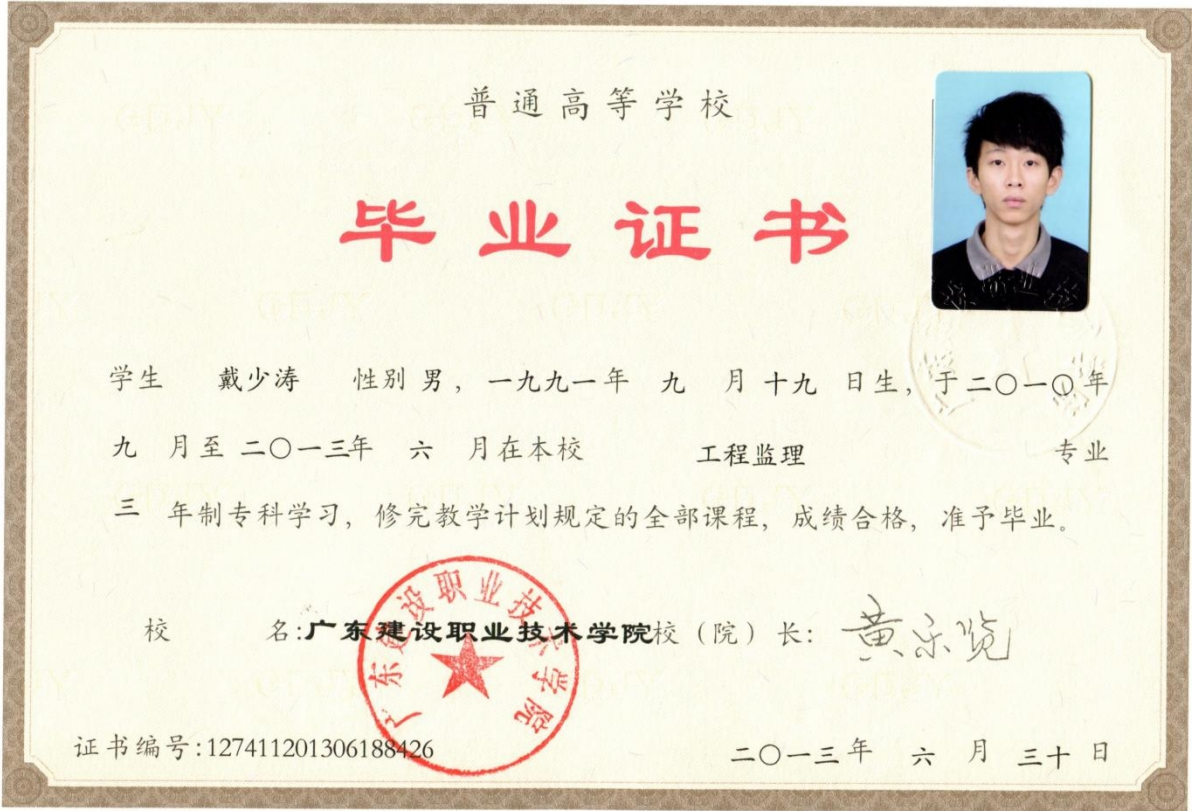 普通高等学校
毕业证书
学生 戴少涛 性别 男，一九九一年 九 月 十九 日生，于二〇一〇年
九 月至 二〇一三年 六 月在本校 工程监理 专业
三 年制专科学习，修完教学计划规定的全部课程，成绩合格，准予毕业。
校 名:广东建设职业技术学院 校（院）长: 黄乐览
广东建设职业技术学院
证书编号:127411201306188426
二〇一三年 六 月 三十 日